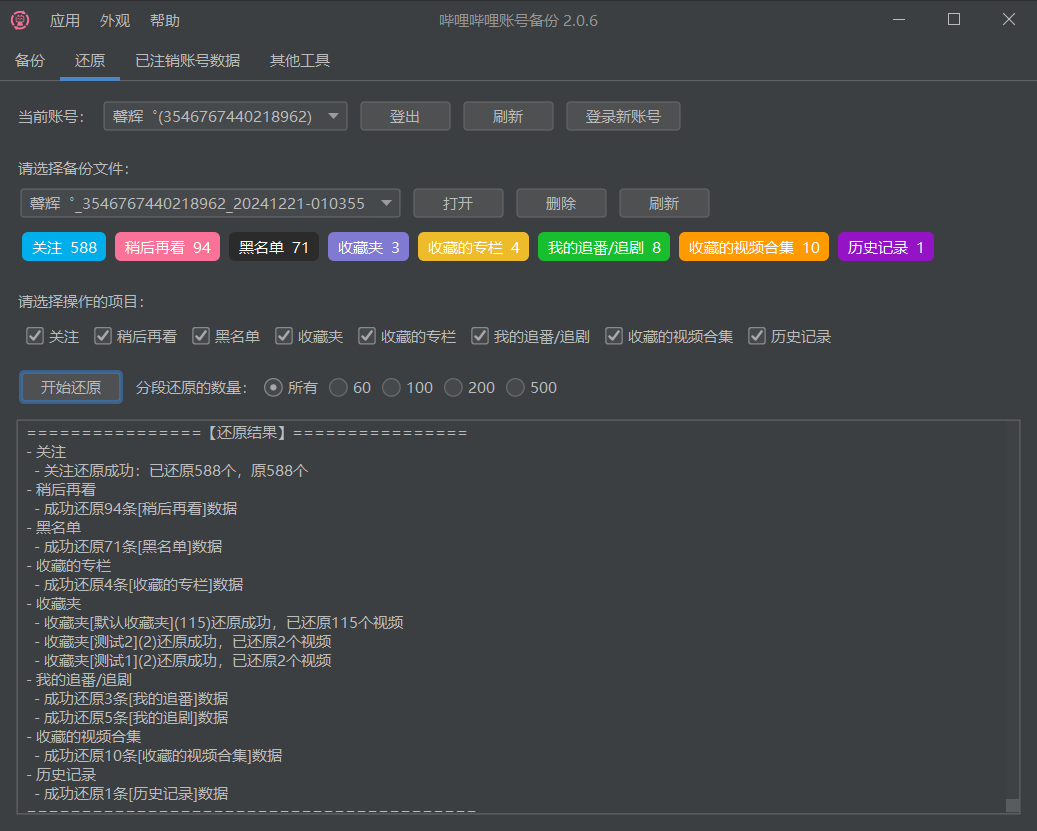 应用 外观 帮助 哔哩哔哩账号备份 2.0.6
备份 还原 已注销账号数据 其他工具
当前账号： 馨辉゜(3546767440218962) 登出 刷新 登录新账号
请选择备份文件：
馨辉゜_3546767440218962_20241221-010355 打开 删除 刷新
关注 588 稍后再看 94 黑名单 71 收藏夹 3 收藏的专栏 4 我的追番/追剧 8 收藏的视频合集 10 历史记录 1
请选择操作的项目：
关注 稍后再看 黑名单 收藏夹 收藏的专栏 我的追番/追剧 收藏的视频合集 历史记录
开始还原 分段还原的数量： 所有 60 100 200 500
================【还原结果】================
- 关注
- 关注还原成功：已还原588个，原588个
- 稍后再看
- 成功还原94条[稍后再看]数据
- 黑名单
- 成功还原71条[黑名单]数据
- 收藏的专栏
- 成功还原4条[收藏的专栏]数据
- 收藏夹
- 收藏夹[默认收藏夹](115)还原成功，已还原115个视频
- 收藏夹[测试2](2)还原成功，已还原2个视频
- 收藏夹[测试1](2)还原成功，已还原2个视频
- 我的追番/追剧
- 成功还原3条[我的追番]数据
- 成功还原5条[我的追剧]数据
- 收藏的视频合集
- 成功还原10条[收藏的视频合集]数据
- 历史记录
- 成功还原1条[历史记录]数据
=========================================